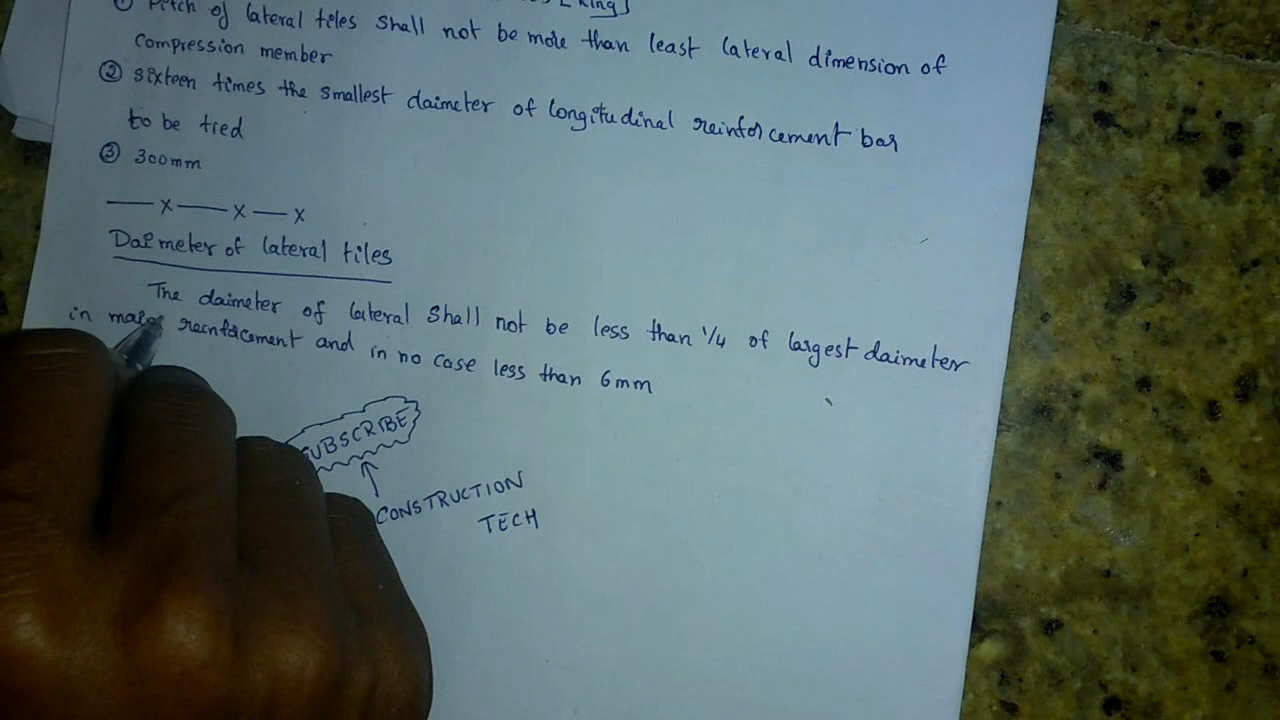 [Rings]
① Pitch of lateral tiles shall not be more than least lateral dimension of
compression member
② sixteen times the smallest daimeter of longitudinal reinforcement bar
to be tied
③ 300mm
—x—x—x
Daimeter of lateral tiles
The daimeter of lateral shall not be less than 1/4 of largest daimeter
in reinfacement and in no case less than 6mm
SUBSCRIBE
CONSTRUCTION
TECH